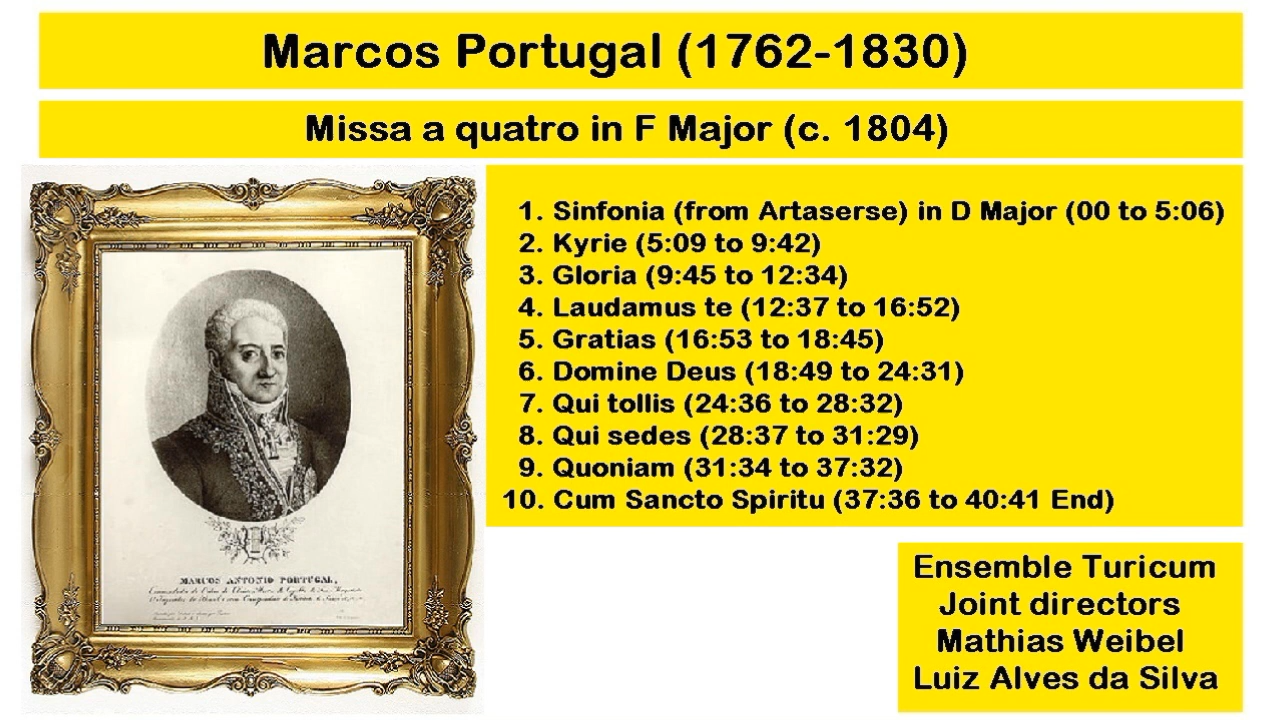 Marcos Portugal (1762-1830)
Missa a quatro in F Major (c. 1804)
1. Sinfonia (from Artaserse) in D Major (00 to 5:06)
2. Kyrie (5:09 to 9:42)
3. Gloria (9:45 to 12:34)
4. Laudamus te (12:37 to 16:52)
5. Gratias (16:53 to 18:45)
6. Domine Deus (18:49 to 24:31)
7. Qui tollis (24:36 to 28:32)
8. Qui sedes (28:37 to 31:29)
9. Quoniam (31:34 to 37:32)
10. Cum Sancto Spiritu (37:36 to 40:41 End)
MARCOS ANTONIO PORTUGAL,
Ensemble Turicum
Joint directors
Mathias Weibel
Luiz Alves da Silva